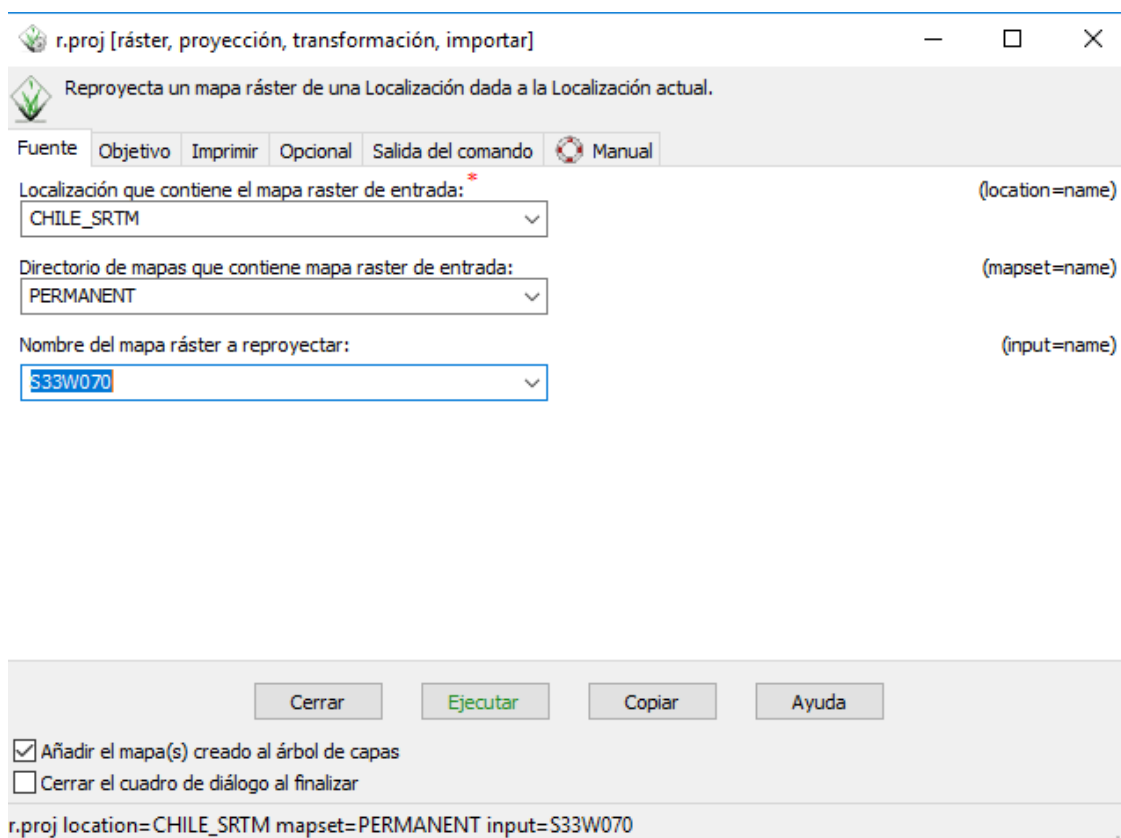 r.proj [ráster, proyección, transformación, importar]
Reproyecta un mapa ráster de una Localización dada a la Localización actual.
Fuente Objetivo Imprimir Opcional Salida del comando Manual
Localización que contiene el mapa raster de entrada:* (location=name)
CHILE_SRTM
Directorio de mapas que contiene mapa raster de entrada: (mapset=name)
PERMANENT
Nombre del mapa ráster a reproyectar: (input=name)
S33W070
Cerrar Ejecutar Copiar Ayuda
Añadir el mapa(s) creado al árbol de capas
Cerrar el cuadro de diálogo al finalizar
r.proj location=CHILE_SRTM mapset=PERMANENT input=S33W070